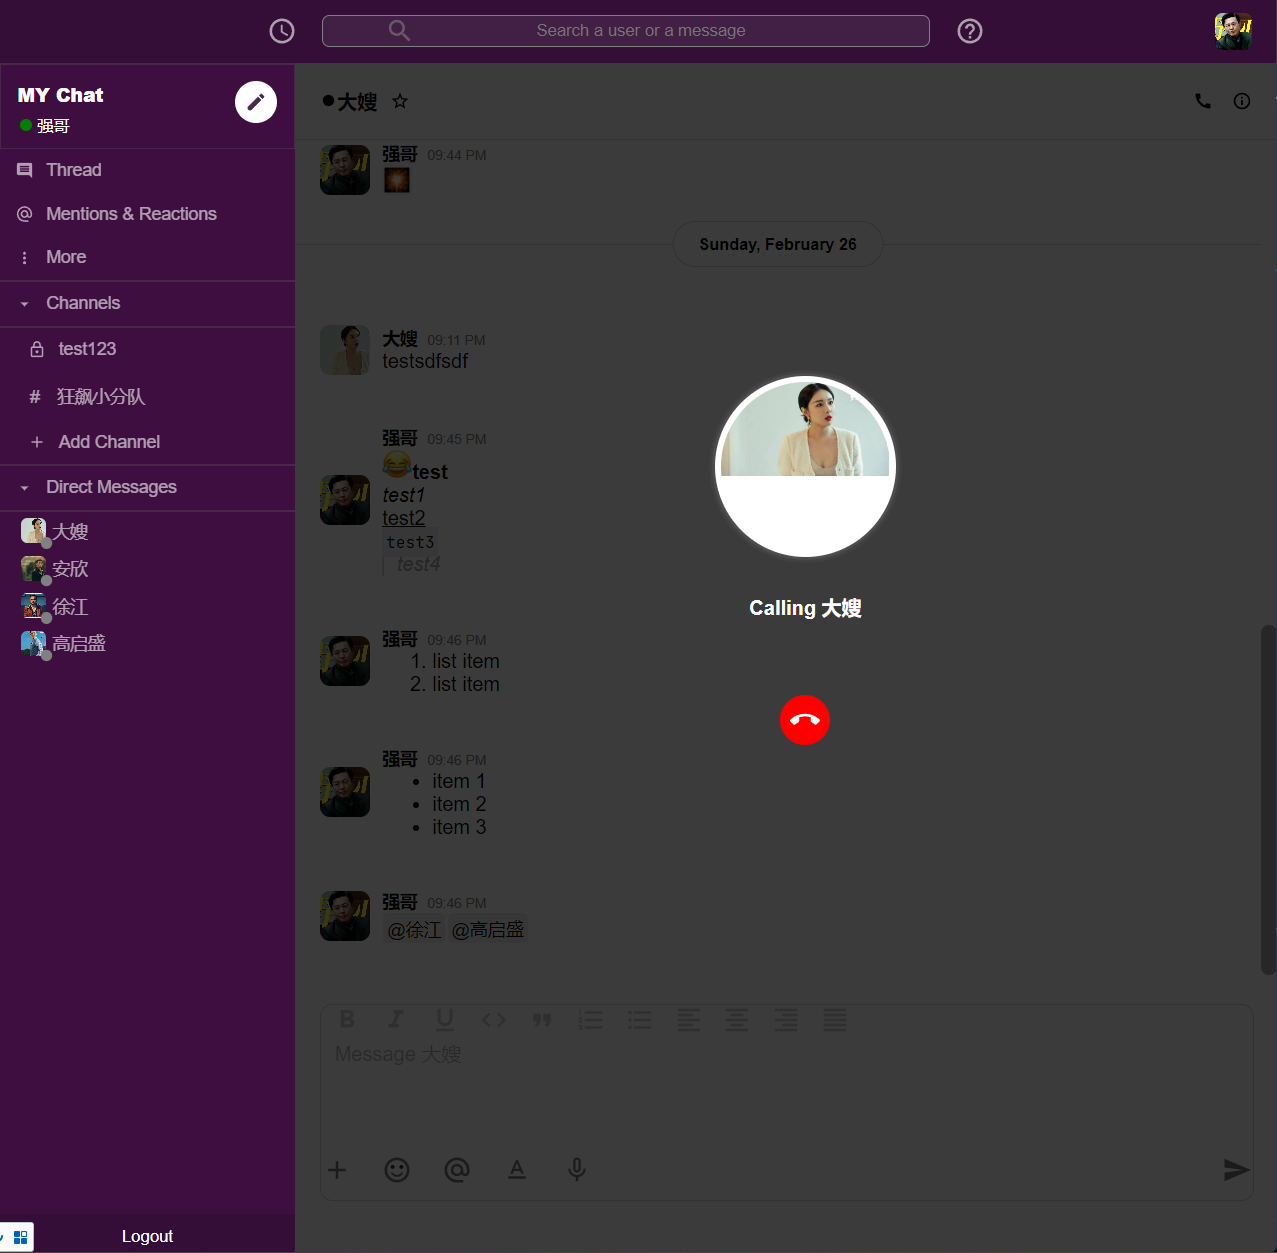 Search a user or a message
MY Chat
强哥
Thread
Mentions & Reactions
More
Channels
test123
# 狂飙小分队
+ Add Channel
Direct Messages
大嫂
安欣
徐江
高启盛
Logout
大嫂
强哥 09:44 PM
Sunday, February 26
大嫂 09:11 PM
testsdfsdf
强哥 09:45 PM
😂test
test1
test2
test3
test4
强哥 09:46 PM
1. list item
2. list item
强哥 09:46 PM
• item 1
• item 2
• item 3
强哥 09:46 PM
@徐江 @高启盛
Calling 大嫂
B I U
Message 大嫂